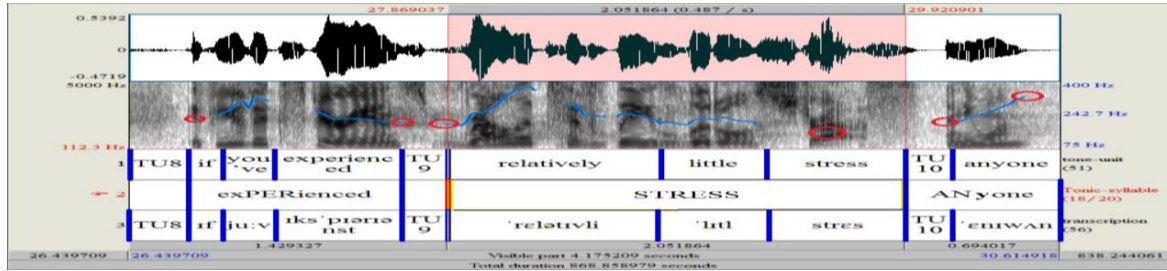 27.869037 2.051864 (0.487 / s) 29.920901
0.5392
0
-0.4719
5000 Hz 400 Hz
242.7 Hz
112.3 Hz 75 Hz
1 TU8 if you 've experienc ed TU 9 relatively little stress TU 10 anyone tone-unit (51)
2 exPERienced STRESS ANyone Tonic-syllable (18/20)
3 TU8 ɪf ju:v ɪksˈpɪərɪə nst TU 9 ˈrelətɪvli ˈlɪtl stres TU 10 ˈenɪwʌn transcription (56)
1.429327 2.051864 0.694017
26.439709 26.439709 Visible part 4.175209 seconds 30.614918 838.244061
Total duration 868.858979 seconds